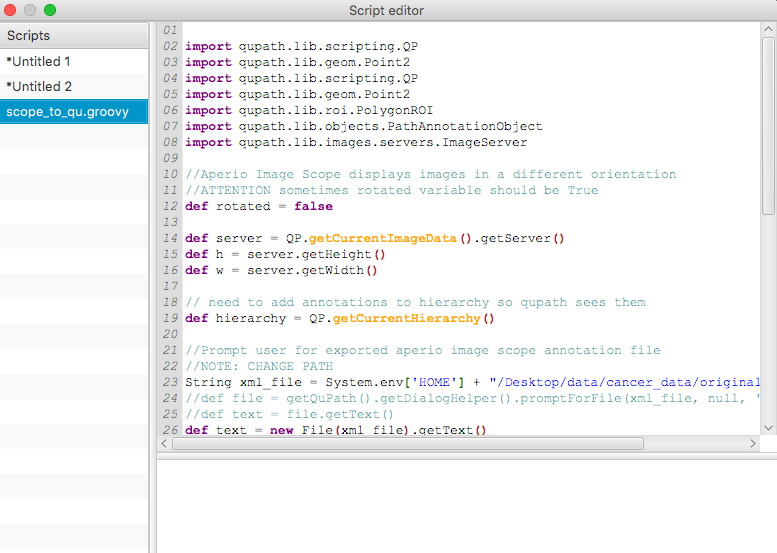 Script editor
Scripts
*Untitled 1
*Untitled 2
scope_to_qu.groovy
01
02 import qupath.lib.scripting.QP
03 import qupath.lib.geom.Point2
04 import qupath.lib.scripting.QP
05 import qupath.lib.geom.Point2
06 import qupath.lib.roi.PolygonROI
07 import qupath.lib.objects.PathAnnotationObject
08 import qupath.lib.images.servers.ImageServer
09
10 //Aperio Image Scope displays images in a different orientation
11 //ATTENTION sometimes rotated variable should be True
12 def rotated = false
13
14 def server = QP.getCurrentImageData().getServer()
15 def h = server.getHeight()
16 def w = server.getWidth()
17
18 // need to add annotations to hierarchy so qupath sees them
19 def hierarchy = QP.getCurrentHierarchy()
20
21 //Prompt user for exported aperio image scope annotation file
22 //NOTE: CHANGE PATH
23 String xml_file = System.env['HOME'] + "/Desktop/data/cancer_data/original
24 //def file = getQuPath().getDialogHelper().promptForFile(xml_file, null, '
25 //def text = file.getText()
26 def text = new File(xml_file).getText()